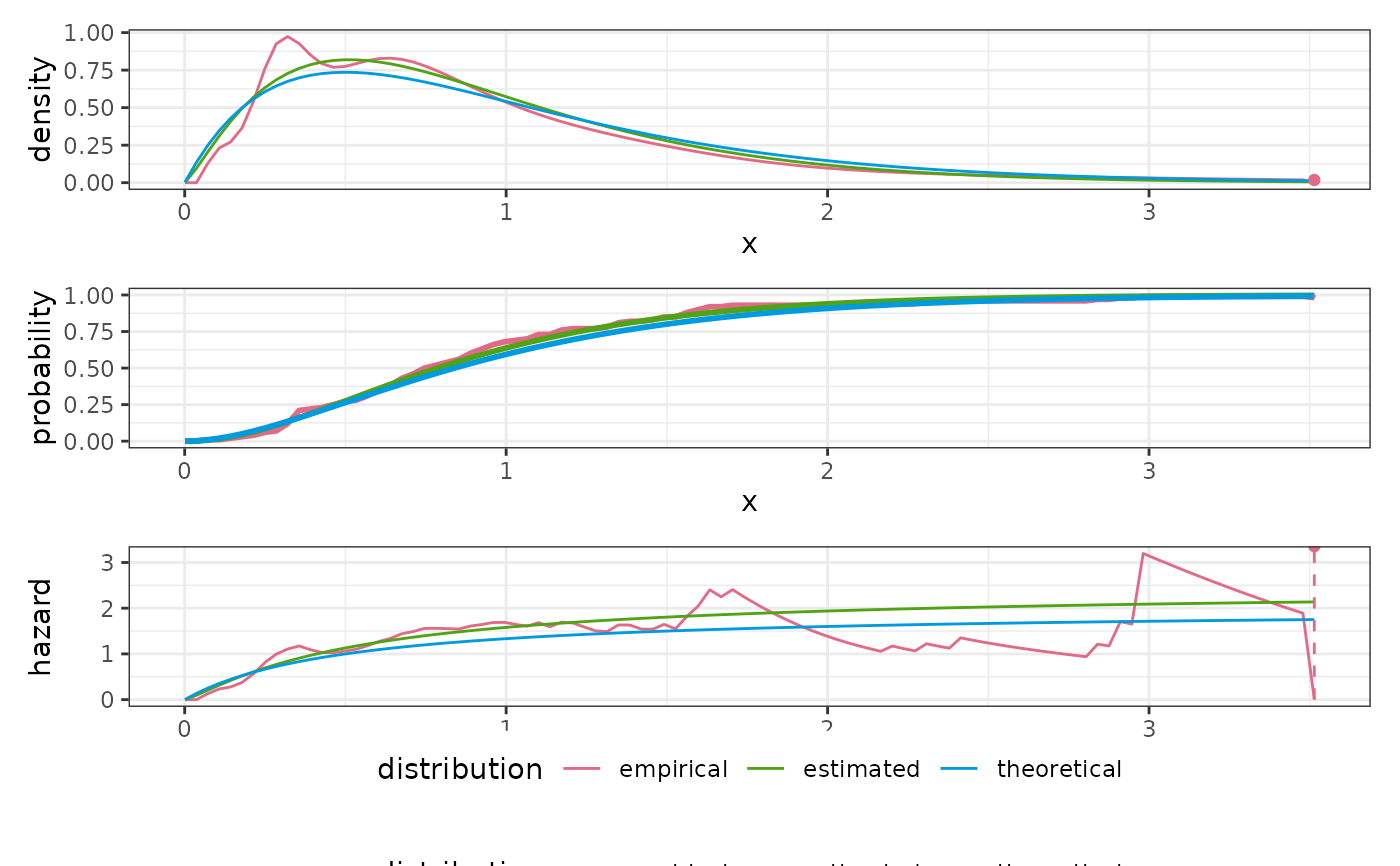 density
1.00
0.75
0.50
0.25
0.00
0 1 2 3
x
probability
1.00
0.75
0.50
0.25
0.00
0 1 2 3
x
hazard
3
2
1
0
0 1 2 3
distribution empirical estimated theoretical